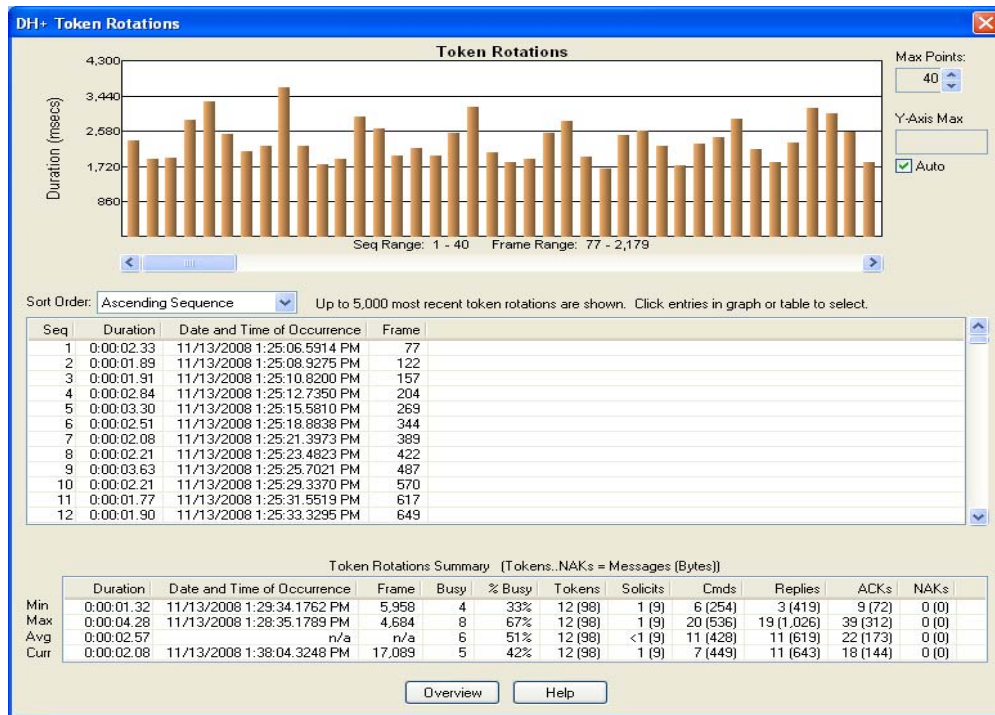 DH+ Token Rotations
Token Rotations
Max Points:
40
Y-Axis Max
Auto
Duration (msecs)
4,300
3,440
2,580
1,720
860
Seq Range: 1 - 40 Frame Range: 77 - 2,179
Sort Order: Ascending Sequence Up to 5,000 most recent token rotations are shown. Click entries in graph or table to select.
Seq Duration Date and Time of Occurrence Frame
1 0:00:02.33 11/13/2008 1:25:06.5914 PM 77
2 0:00:01.89 11/13/2008 1:25:08.9275 PM 122
3 0:00:01.91 11/13/2008 1:25:10.8200 PM 157
4 0:00:02.84 11/13/2008 1:25:12.7350 PM 204
5 0:00:03.30 11/13/2008 1:25:15.5810 PM 269
6 0:00:02.51 11/13/2008 1:25:18.8838 PM 344
7 0:00:02.08 11/13/2008 1:25:21.3973 PM 389
8 0:00:02.21 11/13/2008 1:25:23.4823 PM 422
9 0:00:03.63 11/13/2008 1:25:25.7021 PM 487
10 0:00:02.21 11/13/2008 1:25:29.3370 PM 570
11 0:00:01.77 11/13/2008 1:25:31.5519 PM 617
12 0:00:01.90 11/13/2008 1:25:33.3295 PM 649
Token Rotations Summary (Tokens..NAKs = Messages (Bytes))
Duration Date and Time of Occurrence Frame Busy % Busy Tokens Solicits Cmds Replies ACKs NAKs
Min 0:00:01.32 11/13/2008 1:29:34.1762 PM 5,958 4 33% 12 (98) 1 (9) 6 (254) 3 (419) 9 (72) 0 (0)
Max 0:00:04.28 11/13/2008 1:28:35.1789 PM 4,684 8 67% 12 (98) 1 (9) 20 (536) 19 (1,026) 39 (312) 0 (0)
Avg 0:00:02.57 n/a n/a 6 51% 12 (98) <1 (9) 11 (428) 11 (619) 22 (173) 0 (0)
Curr 0:00:02.08 11/13/2008 1:38:04.3248 PM 17,089 5 42% 12 (98) 1 (9) 7 (449) 11 (643) 18 (144) 0 (0)
Overview Help